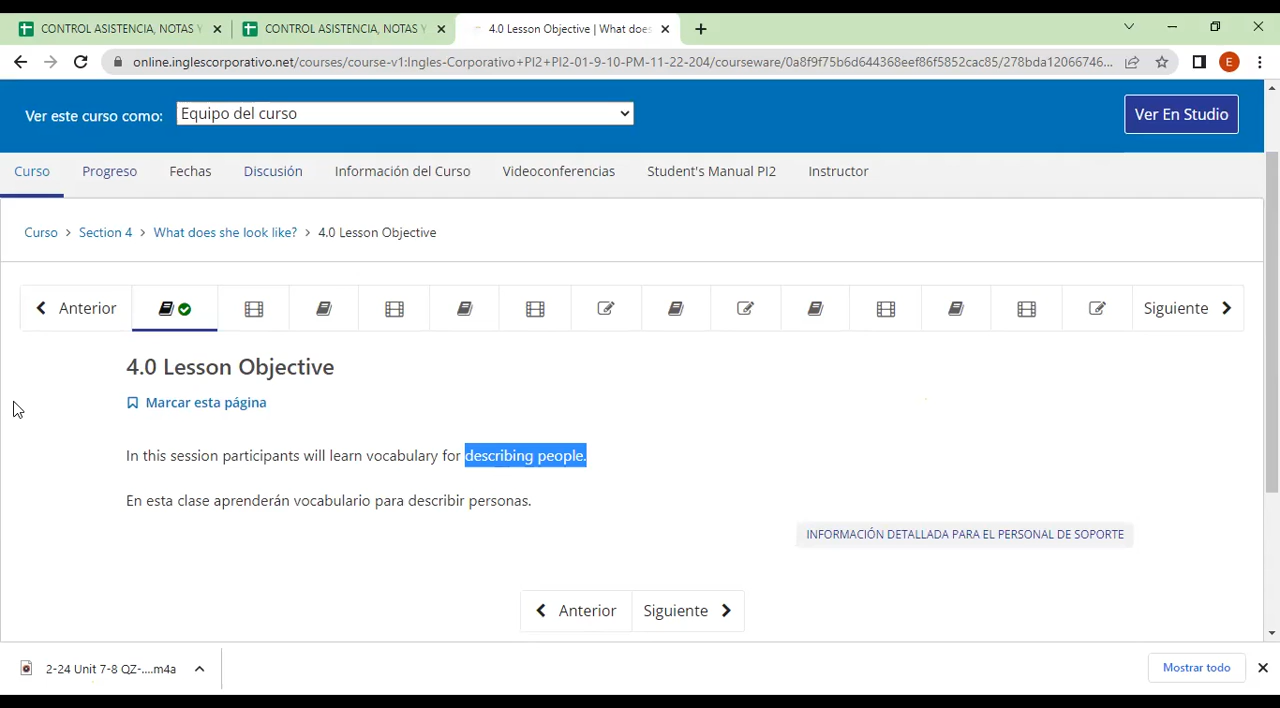 CONTROL ASISTENCIA, NOTAS Y
CONTROL ASISTENCIA, NOTAS Y
4.0 Lesson Objective | What does
online.inglescorporativo.net/courses/course-v1:Ingles-Corporativo+PI2+PI2-01-9-10-PM-11-22-204/courseware/0a8f9f75b6d644368eef86f5852cac85/278bda12066746...
E
Ver este curso como:
Equipo del curso
Ver En Studio
Curso
Progreso
Fechas
Discusión
Información del Curso
Videoconferencias
Student's Manual PI2
Instructor
Curso > Section 4 > What does she look like? > 4.0 Lesson Objective
Anterior
Siguiente
4.0 Lesson Objective
Marcar esta página
In this session participants will learn vocabulary for describing people.
En esta clase aprenderán vocabulario para describir personas.
INFORMACIÓN DETALLADA PARA EL PERSONAL DE SOPORTE
Anterior
Siguiente
2-24 Unit 7-8 QZ-....m4a
Mostrar todo